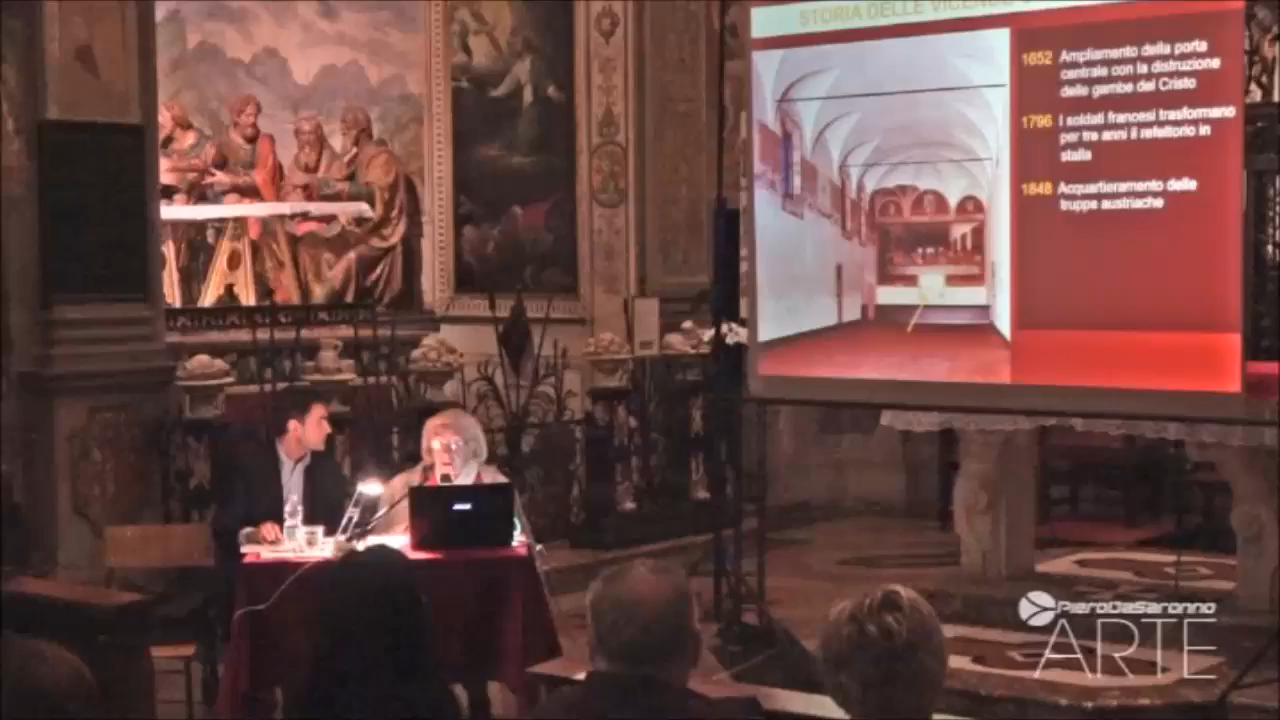 STORIA DELLE VICENDE
1652 Ampliamento della porta
centrale con la distruzione
delle gambe del Cristo
1796 I soldati francesi trasformano
per tre anni il refettorio in
stalla
1848 Acquartieramento delle
truppe austriache
acer
PIERODASARONNO
ARTE